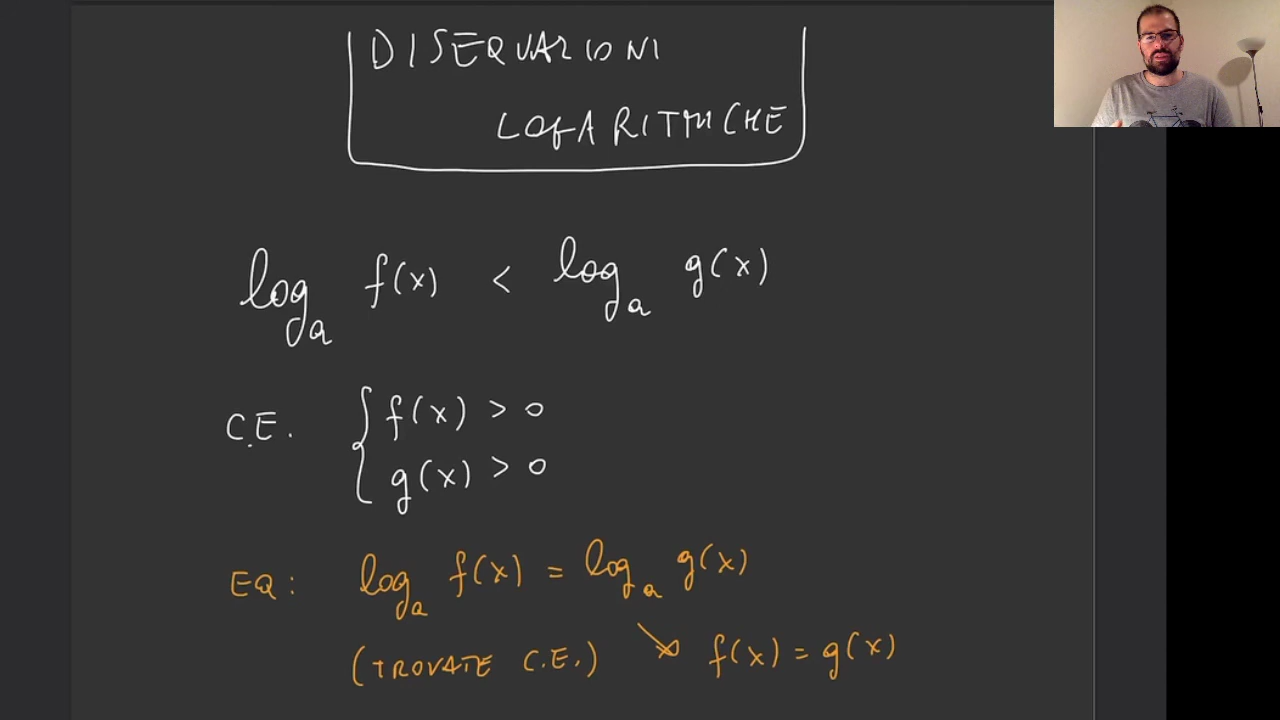 DISEQUAZIONI
LOGARITMICHE
log_a f(x) < log_a g(x)
C.E. { f(x) > 0
g(x) > 0
EQ: log_a f(x) = log_a g(x)
(TROVATE C.E.) ↘ f(x) = g(x)